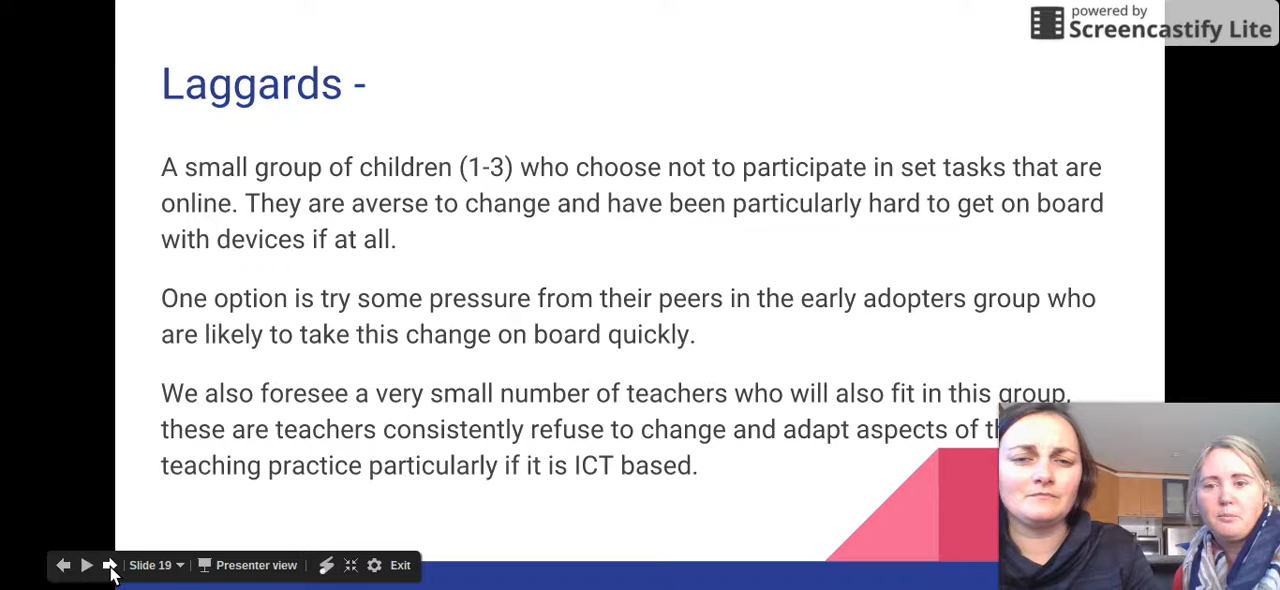 powered by
Screencastify Lite
Laggards -
A small group of children (1-3) who choose not to participate in set tasks that are
online. They are averse to change and have been particularly hard to get on board
with devices if at all.
One option is try some pressure from their peers in the early adopters group who
are likely to take this change on board quickly.
We also foresee a very small number of teachers who will also fit in this group,
these are teachers consistently refuse to change and adapt aspects of
teaching practice particularly if it is ICT based.
Slide 19
Presenter view
Exit